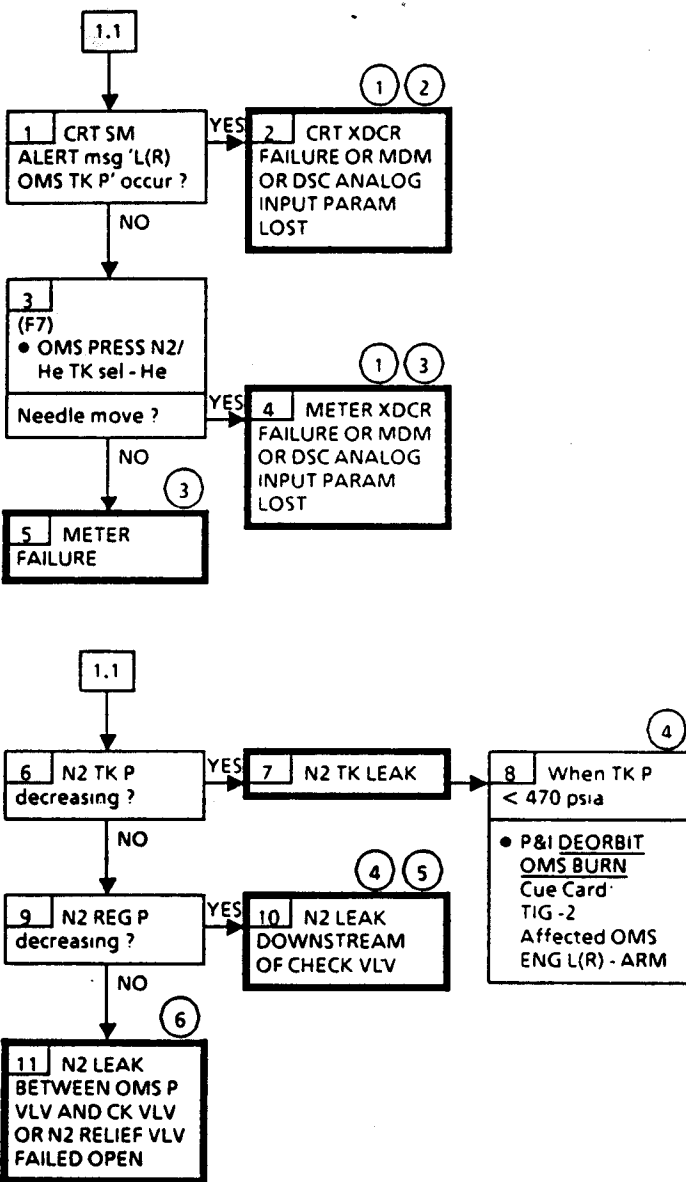 1.1
1 2
1 CRT SM
ALERT msg 'L(R)
OMS TK P' occur ?
YES
2 CRT XDCR
FAILURE OR MDM
OR DSC ANALOG
INPUT PARAM
LOST
NO
3
(F7)
• OMS PRESS N2/
He TK sel - He
Needle move ?
YES
1 3
4 METER XDCR
FAILURE OR MDM
OR DSC ANALOG
INPUT PARAM
LOST
NO
3
5 METER
FAILURE
1.1
6 N2 TK P
decreasing ?
YES
7 N2 TK LEAK
4
8 When TK P
< 470 psia
• P&I DEORBIT
OMS BURN
Cue Card:
TIG -2
Affected OMS
ENG L(R) - ARM
NO
9 N2 REG P
decreasing ?
YES
4 5
10 N2 LEAK
DOWNSTREAM
OF CHECK VLV
NO
6
11 N2 LEAK
BETWEEN OMS P
VLV AND CK VLV
OR N2 RELIEF VLV
FAILED OPEN